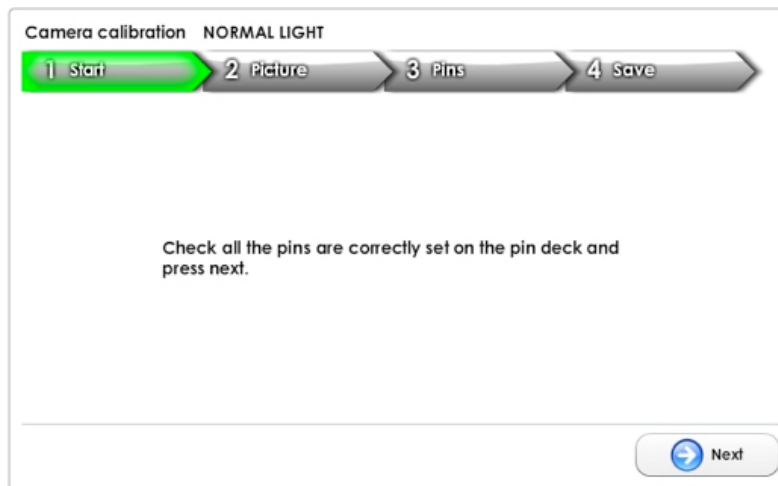 Camera calibration NORMAL LIGHT
1 Start 2 Picture 3 Pins 4 Save
Check all the pins are correctly set on the pin deck and
press next.
Next